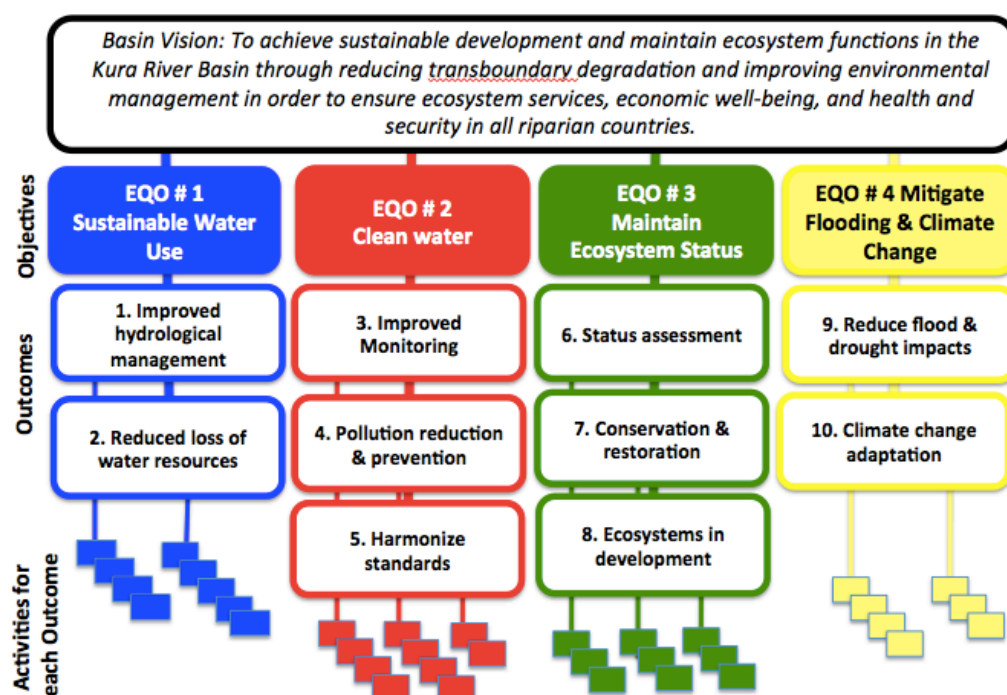 Basin Vision: To achieve sustainable development and maintain ecosystem functions in the
Kura River Basin through reducing transboundary degradation and improving environmental
management in order to ensure ecosystem services, economic well-being, and health and
security in all riparian countries.
Objectives
EQO # 1
Sustainable Water
Use
EQO # 2
Clean water
EQO # 3
Maintain
Ecosystem Status
EQO # 4 Mitigate
Flooding & Climate
Change
Outcomes
1. Improved
hydrological
management
2. Reduced loss of
water resources
3. Improved
Monitoring
4. Pollution reduction
& prevention
5. Harmonize
standards
6. Status assessment
7. Conservation &
restoration
8. Ecosystems in
development
9. Reduce flood &
drought impacts
10. Climate change
adaptation
Activities for
each Outcome